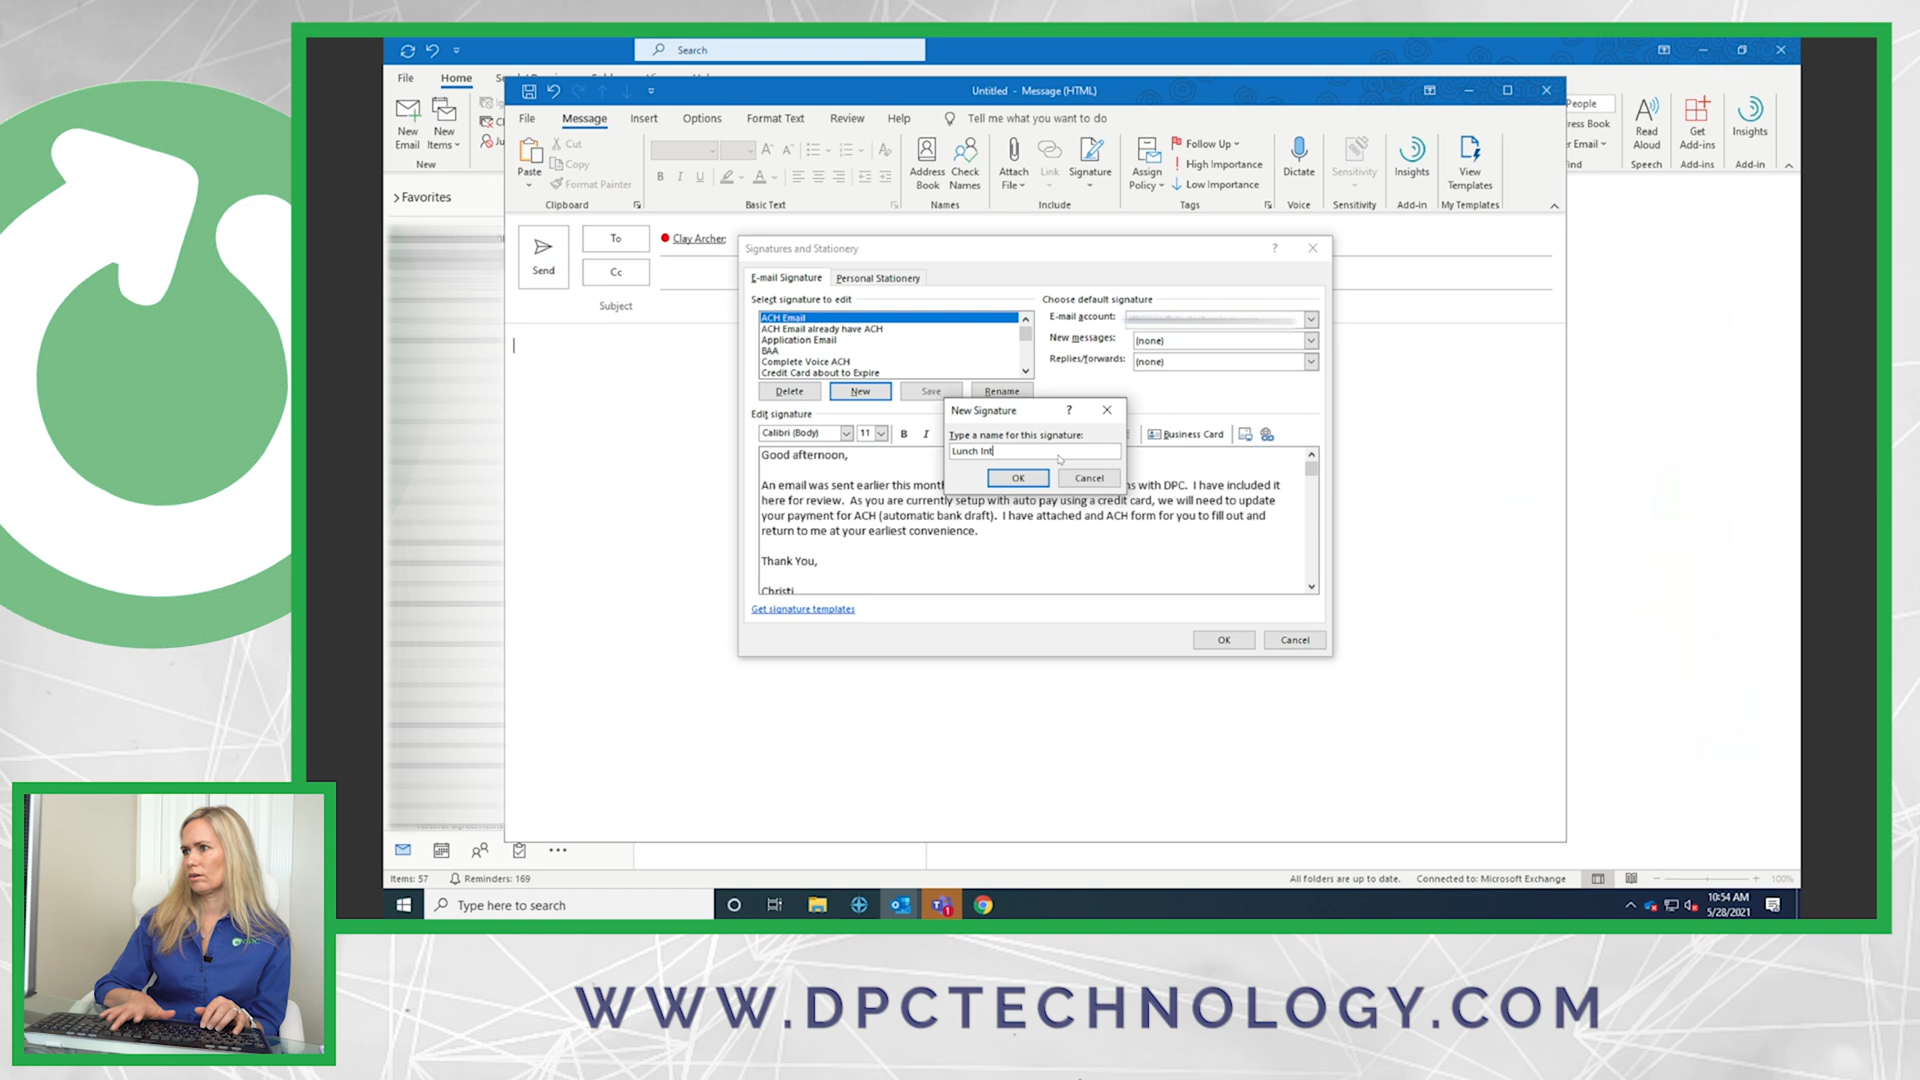 Search
File Home
Untitled - Message (HTML)
File Message Insert Options Format Text Review Help Tell me what you want to do
New Email
New Items
New
Paste
Cut
Copy
Format Painter
Clipboard
B I U
Basic Text
Address Book
Check Names
Names
Attach File
Link
Signature
Include
Assign Policy
Follow Up
High Importance
Low Importance
Tags
Dictate
Voice
Sensitivity
Sensitivity
Insights
Add-in
View Templates
My Templates
People
Read Aloud
Speech
Get Add-ins
Add-ins
Insights
Add-in
Favorites
Send
To
Clay Archer;
Cc
Subject
Signatures and Stationery
E-mail Signature Personal Stationery
Select signature to edit
ACH Email
ACH Email already have ACH
Application Email
BAA
Complete Voice ACH
Credit Card about to Expire
Delete New Save Rename
Choose default signature
E-mail account:
New messages: (none)
Replies/forwards: (none)
Edit signature
Calibri (Body) 11 B I
Business Card
New Signature
Type a name for this signature:
Lunch Int
OK Cancel
Good afternoon,
An email was sent earlier this month ns with DPC. I have included it
here for review. As you are currently setup with auto pay using a credit card, we will need to update
your payment for ACH (automatic bank draft). I have attached and ACH form for you to fill out and
return to me at your earliest convenience.
Thank You,
Christi
Get signature templates
OK Cancel
Items: 57 Reminders: 169
All folders are up to date. Connected to: Microsoft Exchange 100%
Type here to search
10:54 AM
5/28/2021
WWW.DPCTECHNOLOGY.COM